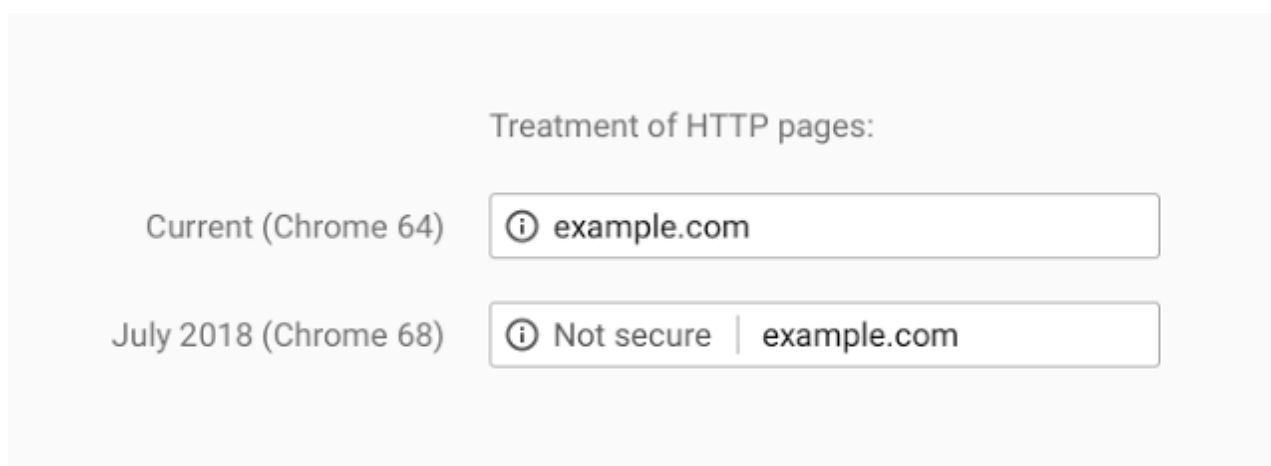 Treatment of HTTP pages:
Current (Chrome 64) example.com
July 2018 (Chrome 68) Not secure | example.com